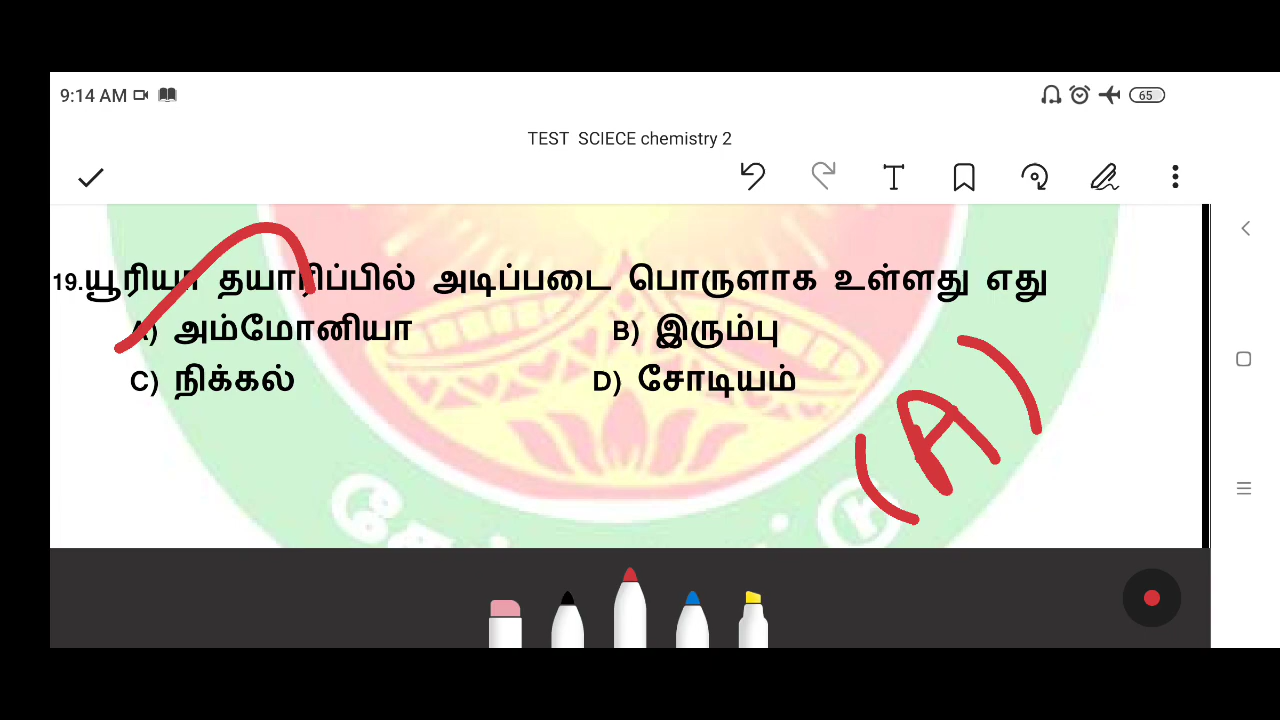 9:14 AM
65
TEST SCIECE chemistry 2
19.யூரியா தயாரிப்பில் அடிப்படை பொருளாக உள்ளது எது
A) அம்மோனியா B) இரும்பு
C) நிக்கல் D) சோடியம்
(A)